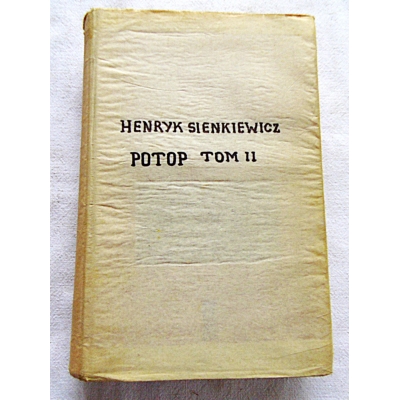 HENRYK SIENKIEWICZ
POTOP TOM II